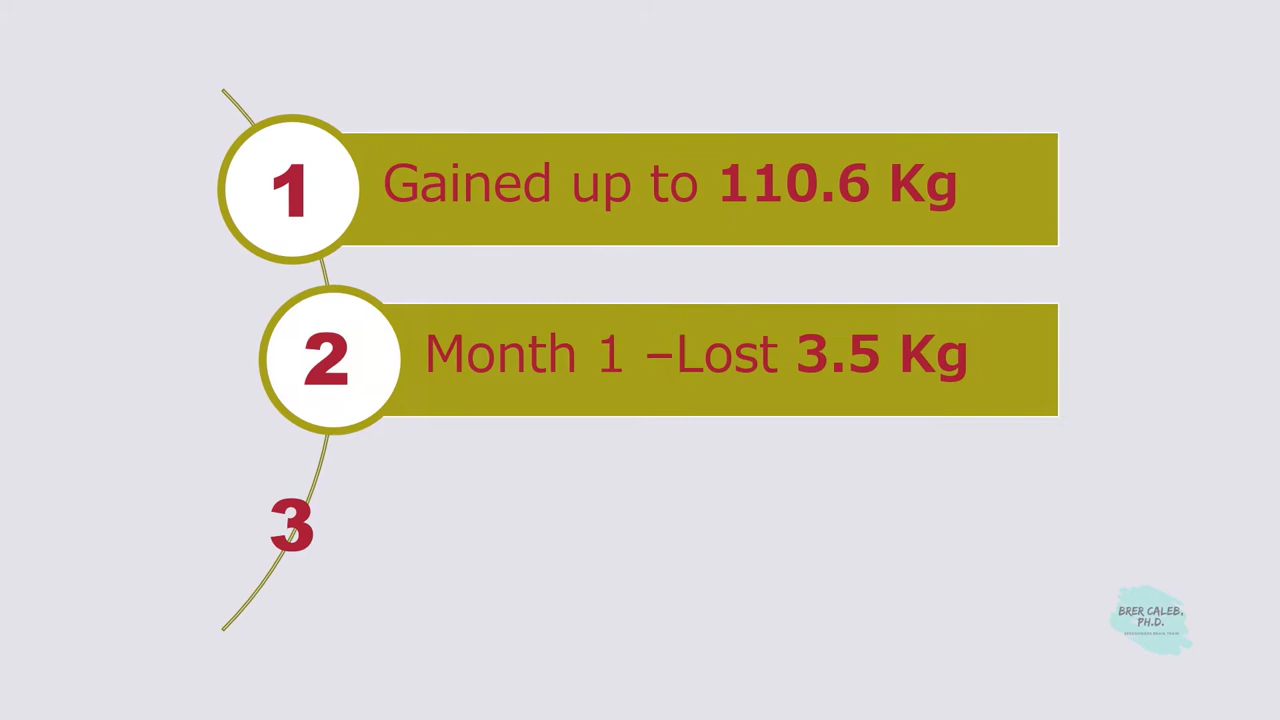 1
Gained up to 110.6 Kg
2
Month 1 –Lost 3.5 Kg
3
BRER CALEB,
PH.D.